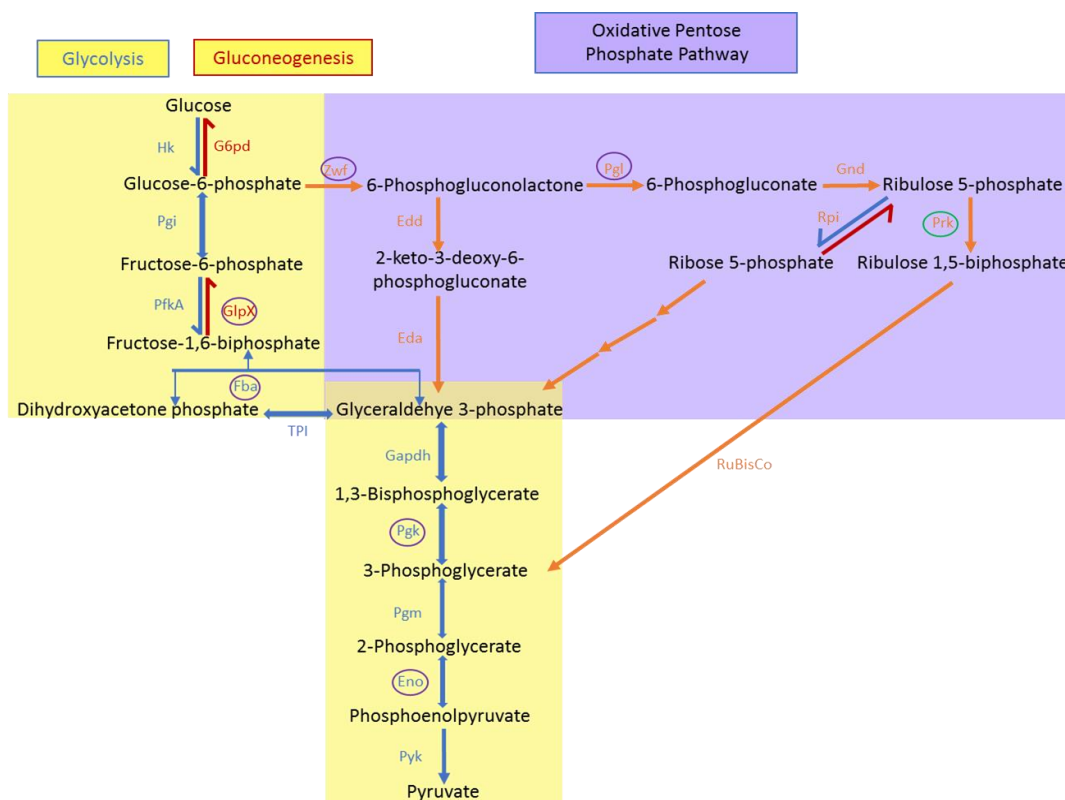 Oxidative Pentose
Phosphate Pathway
Glycolysis
Gluconeogenesis
Glucose
Hk
G6pd
Glucose-6-phosphate
Zwf
6-Phosphogluconolactone
Pgl
6-Phosphogluconate
Gnd
Ribulose 5-phosphate
Pgi
Edd
Rpi
Prk
Fructose-6-phosphate
2-keto-3-deoxy-6-
phosphogluconate
Ribose 5-phosphate
Ribulose 1,5-biphosphate
PfkA
GlpX
Fructose-1,6-biphosphate
Eda
Fba
Dihydroxyacetone phosphate
TPI
Glyceraldehye 3-phosphate
Gapdh
RuBisCo
1,3-Bisphosphoglycerate
Pgk
3-Phosphoglycerate
Pgm
2-Phosphoglycerate
Eno
Phosphoenolpyruvate
Pyk
Pyruvate